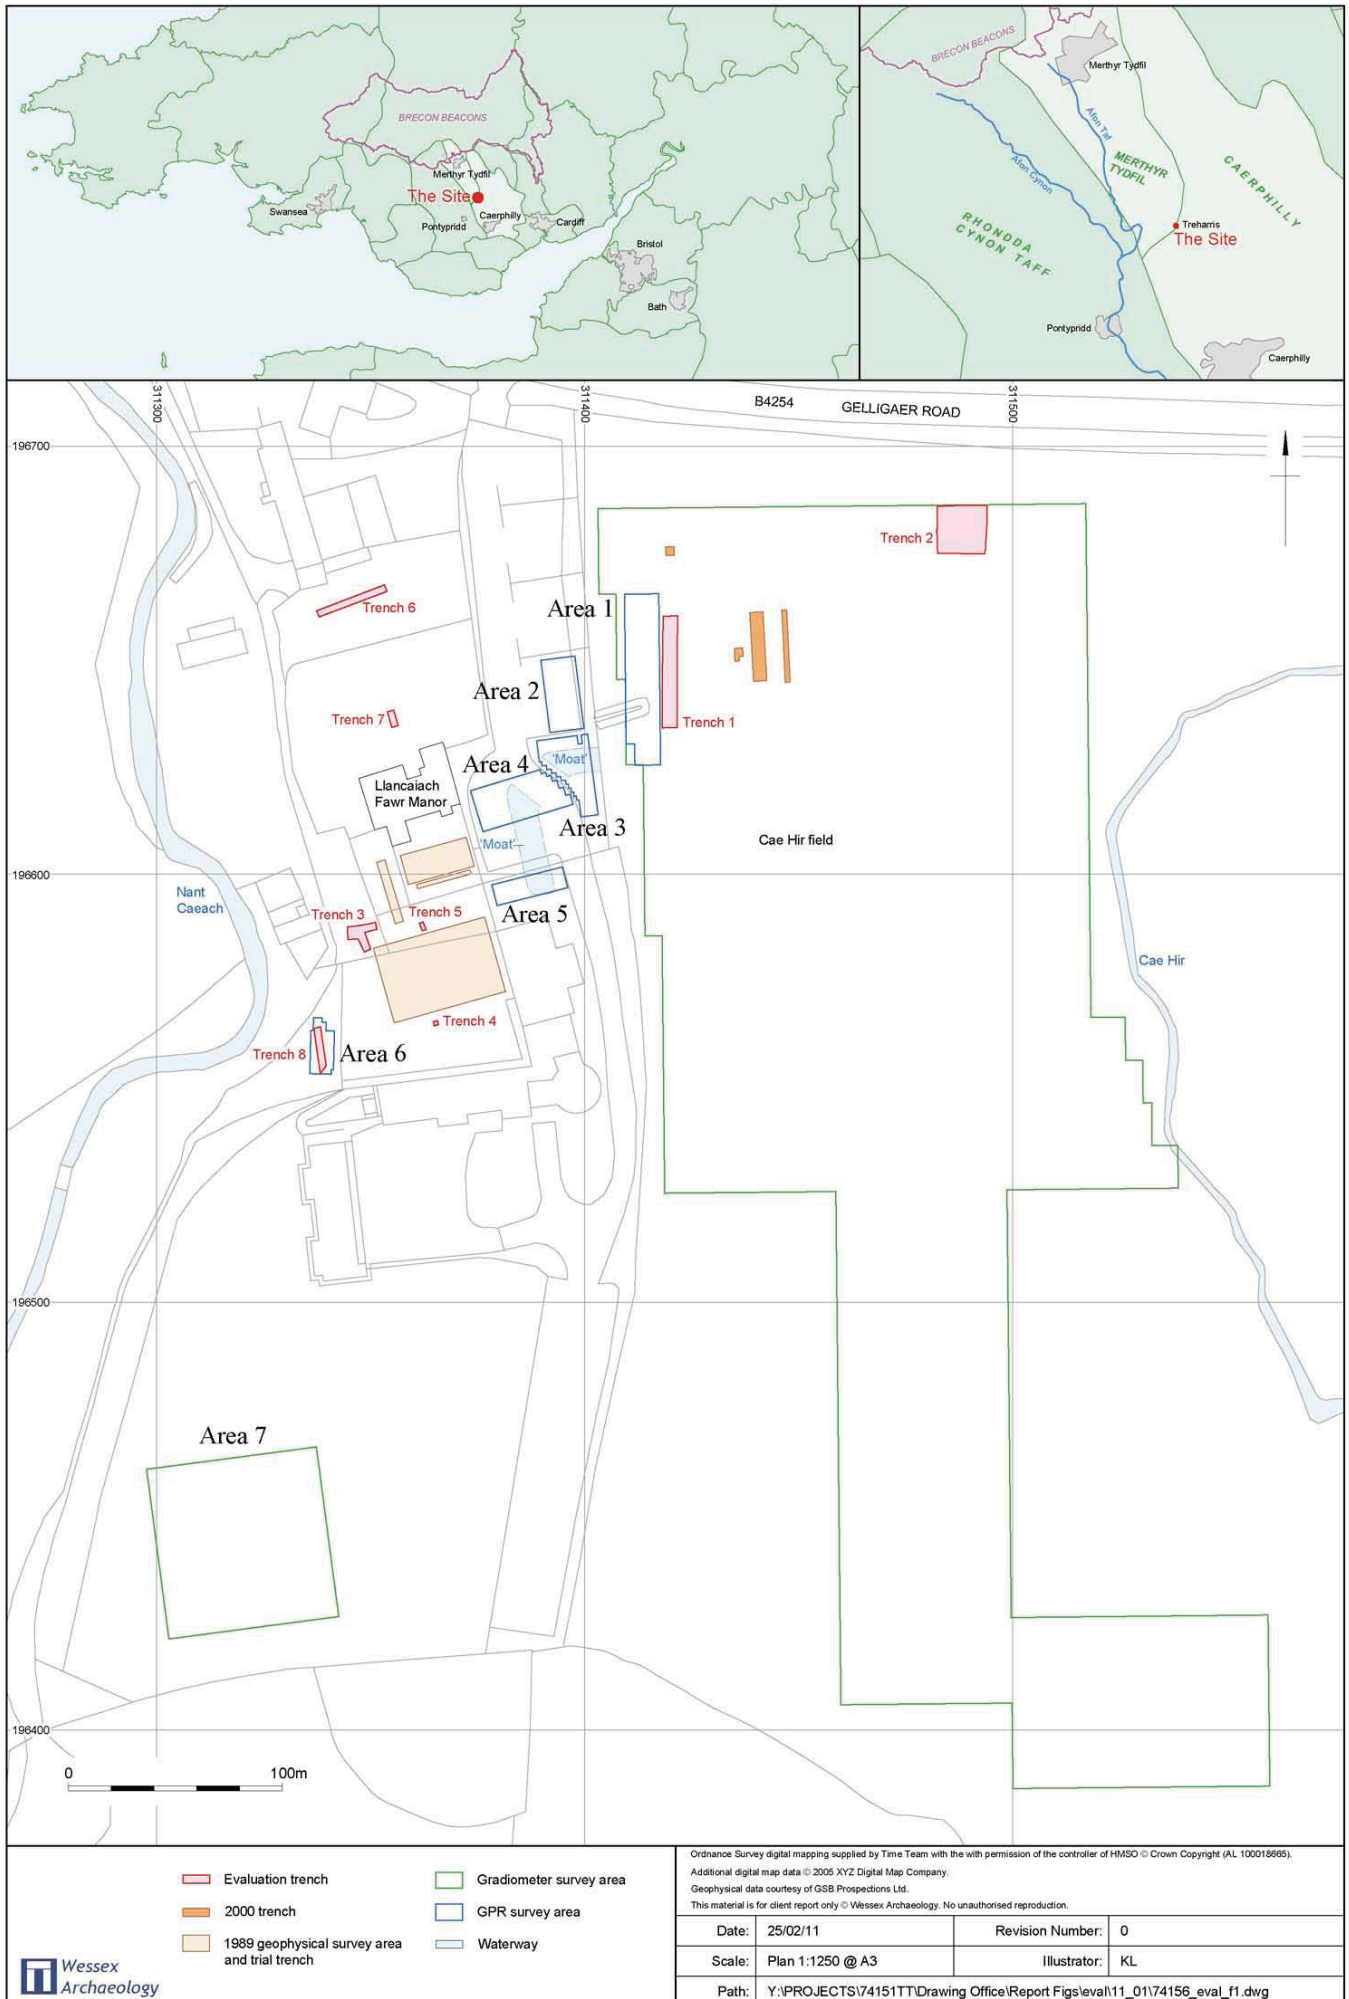 BRECON BEACONS
Merthyr Tydfil
The Site
Swansea
Pontypridd
Caerphilly
Cardiff
Bristol
Bath
BRECON BEACONS
Merthyr Tydfil
Afon Taf
Afon Cynon
MERTHYR
TYDFIL
CAERPHILLY
RHONDDA
CYNON TAFF
Treharris
The Site
Pontypridd
Caerphilly
311300
311400
311500
B4254
GELLIGAER ROAD
196700
Trench 2
Trench 6
Area 1
Area 2
Trench 7
Trench 1
Area 4
'Moat'
Llancaiach
Fawr Manor
Area 3
'Moat'
Cae Hir field
196600
Nant
Caeach
Trench 3
Trench 5
Area 5
Cae Hir
Trench 4
Trench 8
Area 6
196500
Area 7
196400
0
100m
Evaluation trench
2000 trench
1989 geophysical survey area
and trial trench
Gradiometer survey area
GPR survey area
Waterway
Wessex
Archaeology
Ordnance Survey digital mapping supplied by Time Team with the with permission of the controller of HMSO © Crown Copyright (AL 100018665).
Additional digital map data © 2005 XYZ Digital Map Company.
Geophysical data courtesy of GSB Prospections Ltd.
This material is for client report only © Wessex Archaeology. No unauthorised reproduction.
Date: 25/02/11 Revision Number: 0
Scale: Plan 1:1250 @ A3 Illustrator: KL
Path: Y:\PROJECTS\74151TT\Drawing Office\Report Figs\eval\11_01\74156_eval_f1.dwg